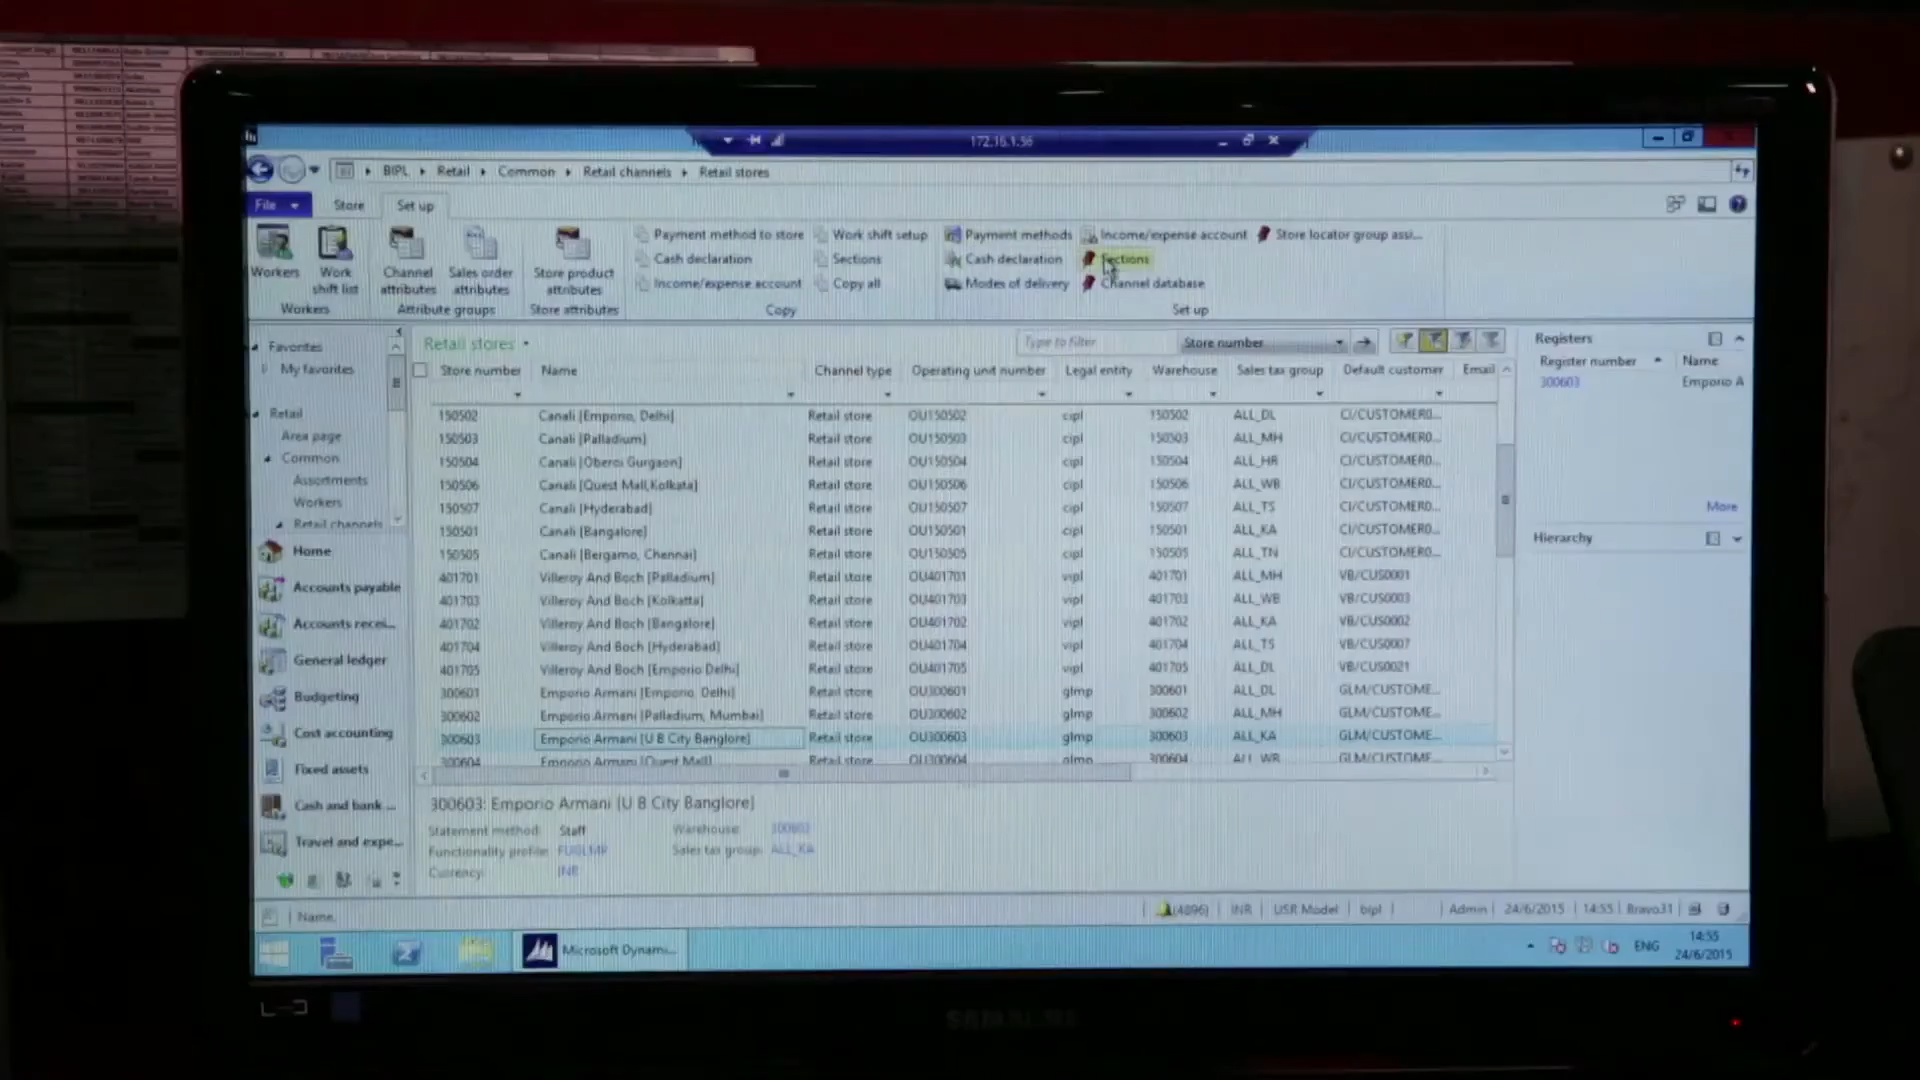 172.16.1.56
BIPL Retail Common Retail channels Retail stores
File Store Set up
Workers
Work shift list
Workers
Channel attributes
Sales order attributes
Attribute groups
Store product attributes
Store attributes
Payment method to store
Cash declaration
Income/expense account
Work shift setup
Sections
Copy all
Copy
Payment methods
Cash declaration
Modes of delivery
Income/expense account
Sections
Channel database
Store locator group assi...
Set up
Favorites
My favorites
Retail
Area page
Common
Assortments
Workers
Retail channels
Home
Accounts payable
Accounts recei...
General ledger
Budgeting
Cost accounting
Fixed assets
Cash and bank ...
Travel and expe...
Retail stores
Type to filter
Store number
Store number Name Channel type Operating unit number Legal entity Warehouse Sales tax group Default customer Email
150502 Canali [Emporio, Delhi] Retail store OU150502 cipl 150502 ALL_DL CI/CUSTOMER0...
150503 Canali [Palladium] Retail store OU150503 cipl 150503 ALL_MH CI/CUSTOMER0...
150504 Canali [Oberoi Gurgaon] Retail store OU150504 cipl 150504 ALL_HR CI/CUSTOMER0...
150506 Canali [Quest Mall,Kolkata] Retail store OU150506 cipl 150506 ALL_WB CI/CUSTOMER0...
150507 Canali [Hyderabad] Retail store OU150507 cipl 150507 ALL_TS CI/CUSTOMER0...
150501 Canali [Bangalore] Retail store OU150501 cipl 150501 ALL_KA CI/CUSTOMER0...
150505 Canali [Bergamo, Chennai] Retail store OU150505 cipl 150505 ALL_TN CI/CUSTOMER0...
401701 Villeroy And Boch [Palladium] Retail store OU401701 vipl 401701 ALL_MH VB/CUS0001
401703 Villeroy And Boch [Kolkatta] Retail store OU401703 vipl 401703 ALL_WB VB/CUS0003
401702 Villeroy And Boch [Bangalore] Retail store OU401702 vipl 401702 ALL_KA VB/CUS0002
401704 Villeroy And Boch [Hyderabad] Retail store OU401704 vipl 401704 ALL_TS VB/CUS0007
401705 Villeroy And Boch [Emporio Delhi] Retail store OU401705 vipl 401705 ALL_DL VB/CUS0021
300601 Emporio Armani [Emporio, Delhi] Retail store OU300601 glmp 300601 ALL_DL GLM/CUSTOME...
300602 Emporio Armani [Palladium, Mumbai] Retail store OU300602 glmp 300602 ALL_MH GLM/CUSTOME...
300603 Emporio Armani [U B City Banglore] Retail store OU300603 glmp 300603 ALL_KA GLM/CUSTOME...
300604 Emporio Armani [Quest Mall] Retail store OU300604 glmp 300604 ALL_WB GLM/CUSTOME...
300603: Emporio Armani [U B City Banglore]
Statement method: Staff Warehouse: 300603
Functionality profile: Sales tax group: ALL_KA
Currency: INR
Registers
Register number Name
300603 Emporio A
More
Hierarchy
Name.
(4896) INR USR Model bipl Admin 24/6/2015 14:55 Bravo31
Microsoft Dynami...
ENG
14:55
24/6/2015
SAMSUNG